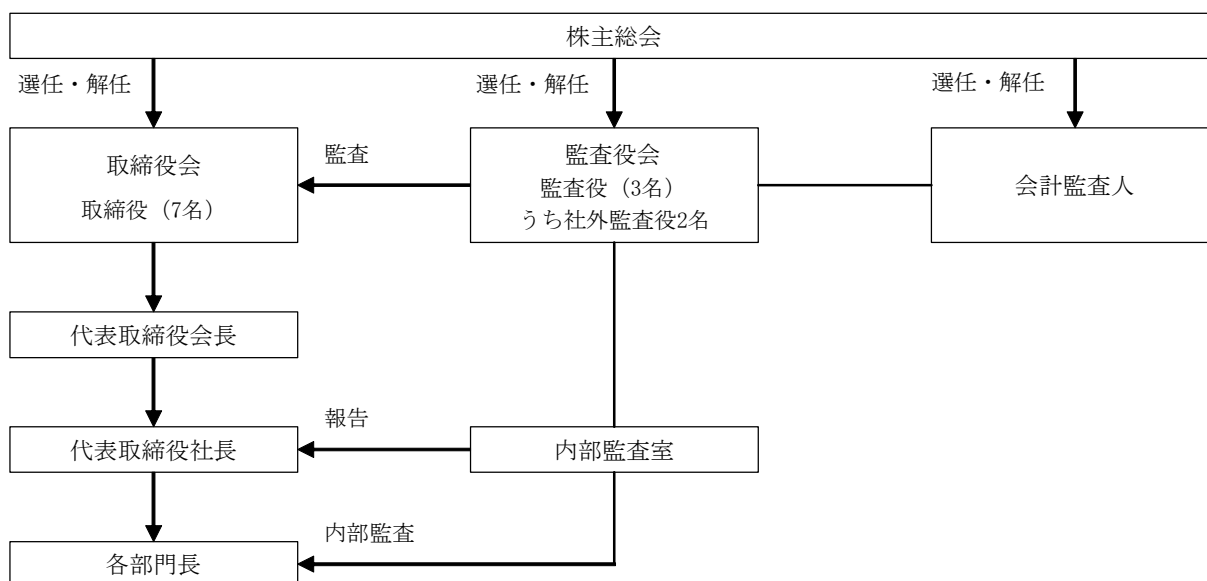 株主総会
選任・解任
選任・解任
選任・解任
取締役会
取締役（7名）
監査
監査役会
監査役（3名）
うち社外監査役2名
会計監査人
代表取締役会長
代表取締役社長
報告
内部監査室
内部監査
各部門長